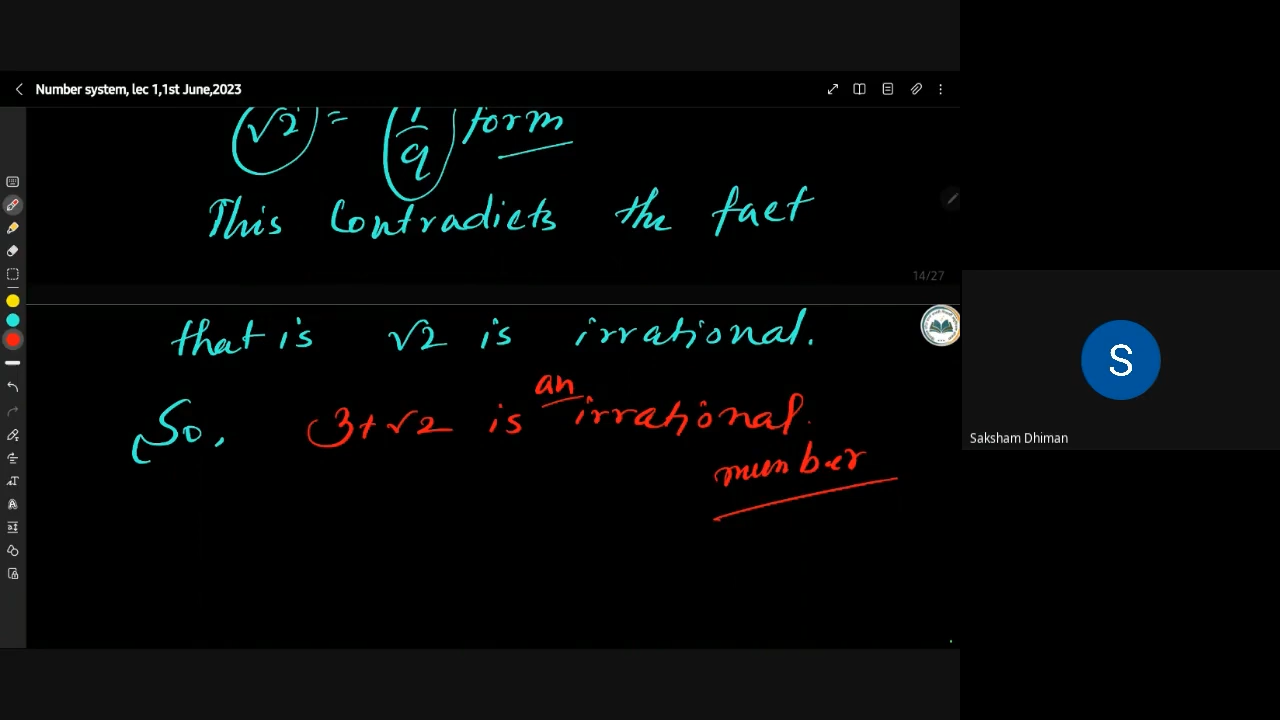 Number system, lec 1,1st June,2023
(√2) = (1/q) form
This Contradicts the fact
14/27
that is √2 is irrational.
So, 3+√2 is an irrational.
number
S
Saksham Dhiman